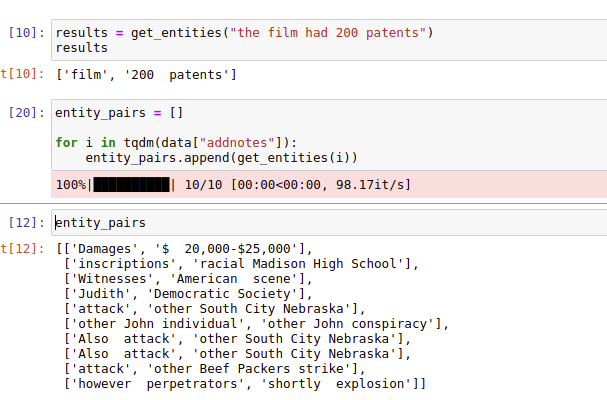 [10]: results = get_entities("the film had 200 patents")
results
t[10]: ['film', '200  patents']
[20]: entity_pairs = []
for i in tqdm(data["addnotes"]):
    entity_pairs.append(get_entities(i))
100%|██████████| 10/10 [00:00<00:00, 98.17it/s]
[12]: entity_pairs
t[12]: [['Damages', '$  20,000-$25,000'],
 ['inscriptions', 'racial Madison High School'],
 ['Witnesses', 'American  scene'],
 ['Judith', 'Democratic Society'],
 ['attack', 'other South City Nebraska'],
 ['other John individual', 'other John conspiracy'],
 ['Also  attack', 'other South City Nebraska'],
 ['Also  attack', 'other South City Nebraska'],
 ['attack', 'other Beef Packers strike'],
 ['however  perpetrators', 'shortly  explosion']]